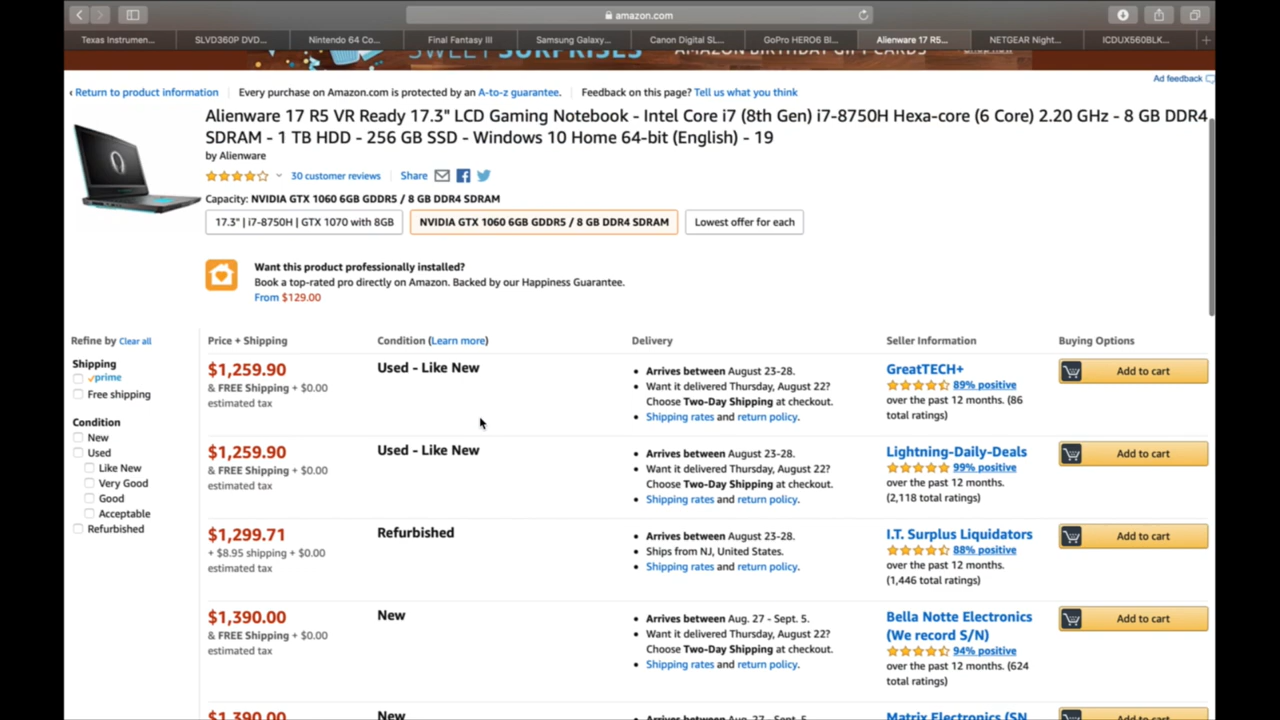 amazon.com
Texas Instrumen...
SLVD360P DVD...
Nintendo 64 Co...
Final Fantasy III
Samsung Galaxy...
Canon Digital SL...
GoPro HERO6 Bl...
Alienware 17 R5...
NETGEAR Night...
ICDUX560BLK...
SWEET SURPRISES
AMAZON BIRTHDAY GIFT CARDS
Ad feedback
‹ Return to product information
Every purchase on Amazon.com is protected by an A-to-z guarantee.
Feedback on this page? Tell us what you think
Alienware 17 R5 VR Ready 17.3" LCD Gaming Notebook - Intel Core i7 (8th Gen) i7-8750H Hexa-core (6 Core) 2.20 GHz - 8 GB DDR4
SDRAM - 1 TB HDD - 256 GB SSD - Windows 10 Home 64-bit (English) - 19
by Alienware
30 customer reviews
Share
Capacity: NVIDIA GTX 1060 6GB GDDR5 / 8 GB DDR4 SDRAM
17.3" | i7-8750H | GTX 1070 with 8GB
NVIDIA GTX 1060 6GB GDDR5 / 8 GB DDR4 SDRAM
Lowest offer for each
Want this product professionally installed?
Book a top-rated pro directly on Amazon. Backed by our Happiness Guarantee.
From $129.00
Refine by Clear all
Shipping
prime
Free shipping
Condition
New
Used
Like New
Very Good
Good
Acceptable
Refurbished
Price + Shipping
Condition (Learn more)
Delivery
Seller Information
Buying Options
$1,259.90
& FREE Shipping + $0.00
estimated tax
Used - Like New
• Arrives between August 23-28.
• Want it delivered Thursday, August 22?
Choose Two-Day Shipping at checkout.
• Shipping rates and return policy.
GreatTECH+
89% positive
over the past 12 months. (86
total ratings)
Add to cart
$1,259.90
& FREE Shipping + $0.00
estimated tax
Used - Like New
• Arrives between August 23-28.
• Want it delivered Thursday, August 22?
Choose Two-Day Shipping at checkout.
• Shipping rates and return policy.
Lightning-Daily-Deals
99% positive
over the past 12 months.
(2,118 total ratings)
Add to cart
$1,299.71
+ $8.95 shipping + $0.00
estimated tax
Refurbished
• Arrives between August 23-28.
• Ships from NJ, United States.
• Shipping rates and return policy.
I.T. Surplus Liquidators
88% positive
over the past 12 months.
(1,446 total ratings)
Add to cart
$1,390.00
& FREE Shipping + $0.00
estimated tax
New
• Arrives between Aug. 27 - Sept. 5.
• Want it delivered Thursday, August 22?
Choose Two-Day Shipping at checkout.
• Shipping rates and return policy.
Bella Notte Electronics
(We record S/N)
94% positive
over the past 12 months. (624
total ratings)
Add to cart
$1,390.00
New
• Arrives between Aug. 27 - Sept. 5.
Matrix Electronics (SN
Add to cart